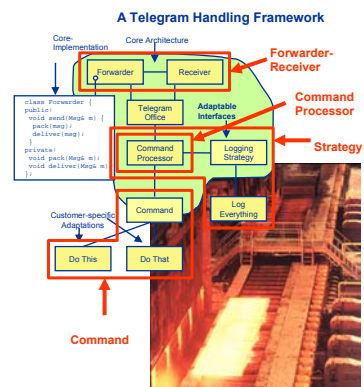 A Telegram Handling Framework
Core-
Implementation
Core Architecture
Forwarder-
Receiver
Forwarder
Receiver
class Forwarder {
public:
void send(Msg& m)
pack(msg);
deliver(msg);
}
private:
void pack(Msg& m);
void deliver(Msg& m)
};
Telegram
Office
Adaptable
Interfaces
Command
Processor
Command
Processor
Logging
Strategy
Strategy
Command
Log
Everything
Customer-specific
Adaptations
Do This
Do That
Command